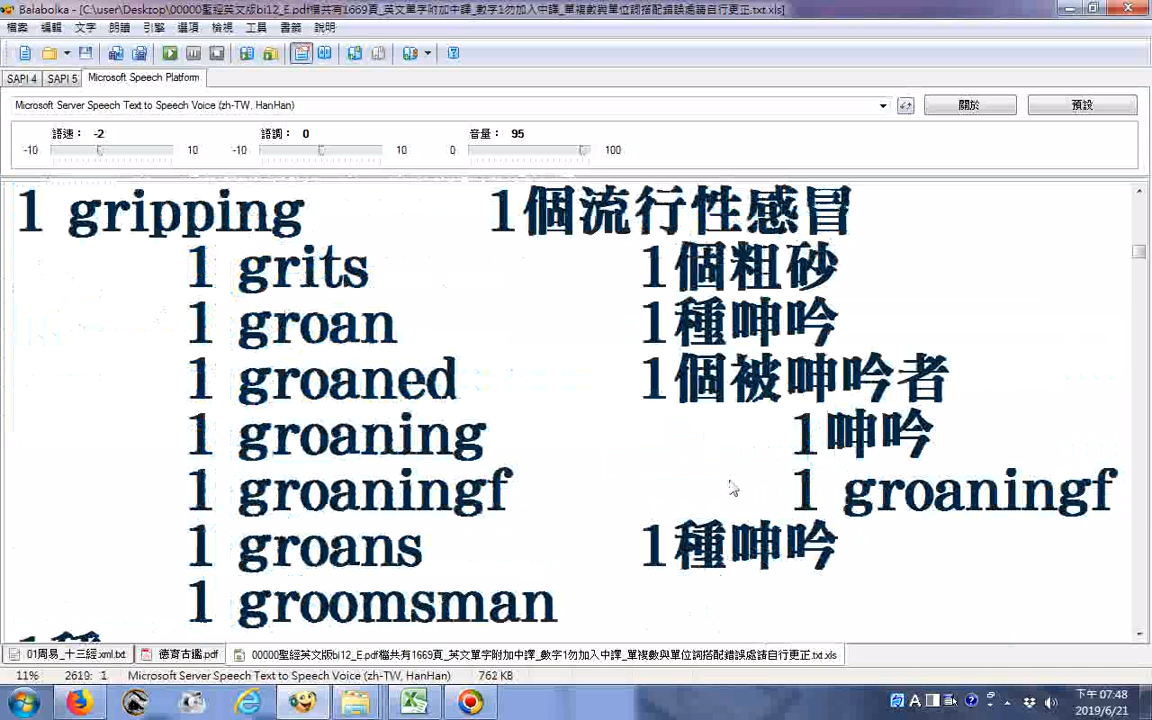 Balabolka - [C:\user\Desktop\00000聖經英文版bi12_E.pdf檔共有1669頁_英文單字附加中譯_數字1勿加入中譯_單複數與單位詞搭配錯誤處請自行更正.txt.xls]
檔案 編輯 文字 朗讀 引擎 選項 檢視 工具 書籤 說明
SAPI 4 SAPI 5 Microsoft Speech Platform
Microsoft Server Speech Text to Speech Voice (zh-TW, HanHan) 關於 預設
語速： -2 語調： 0 音量： 95
-10 10 -10 10 0 100
1 gripping 1個流行性感冒
1 grits 1個粗砂
1 groan 1種呻吟
1 groaned 1個被呻吟者
1 groaning 1呻吟
1 groaningf 1 groaningf
1 groans 1種呻吟
1 groomsman
01周易_十三經.xml.txt 德育古鑑.pdf 00000聖經英文版bi12_E.pdf檔共有1669頁_英文單字附加中譯_數字1勿加入中譯_單複數與單位詞搭配錯誤處請自行更正.txt.xls
11% 2619: 1 Microsoft Server Speech Text to Speech Voice (zh-TW, HanHan) 762 KB
下午 07:48
2019/6/21